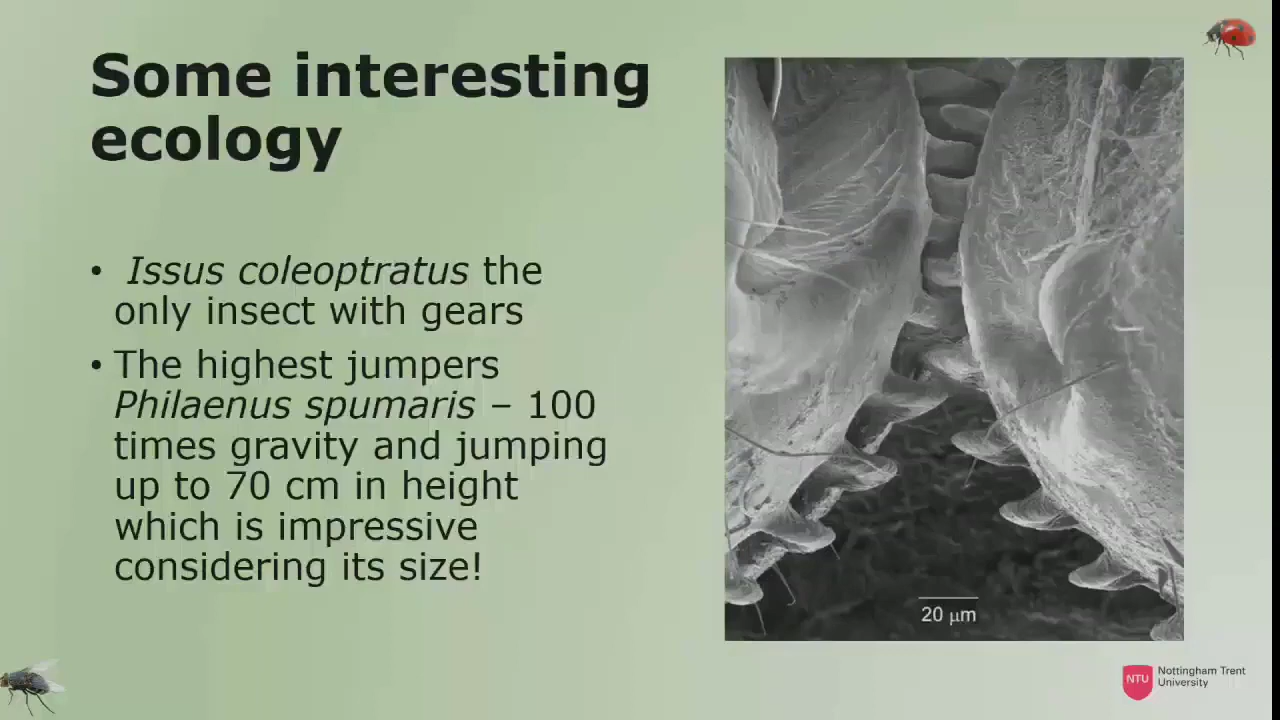 Some interesting
ecology
• Issus coleoptratus the
only insect with gears
• The highest jumpers
Philaenus spumaris – 100
times gravity and jumping
up to 70 cm in height
which is impressive
considering its size!
20 μm
NTU
Nottingham Trent
University